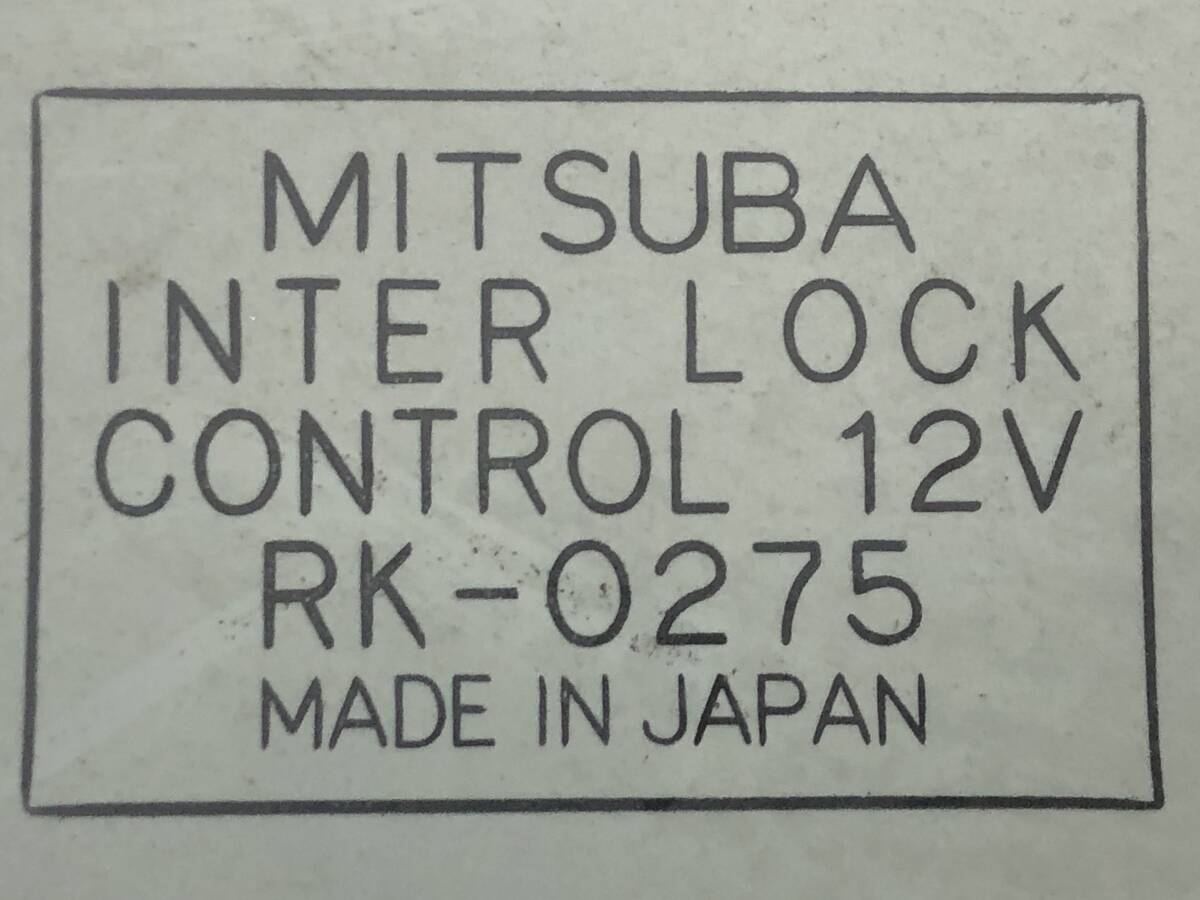 MITSUBA
INTER LOCK
CONTROL 12V
RK-0275
MADE IN JAPAN